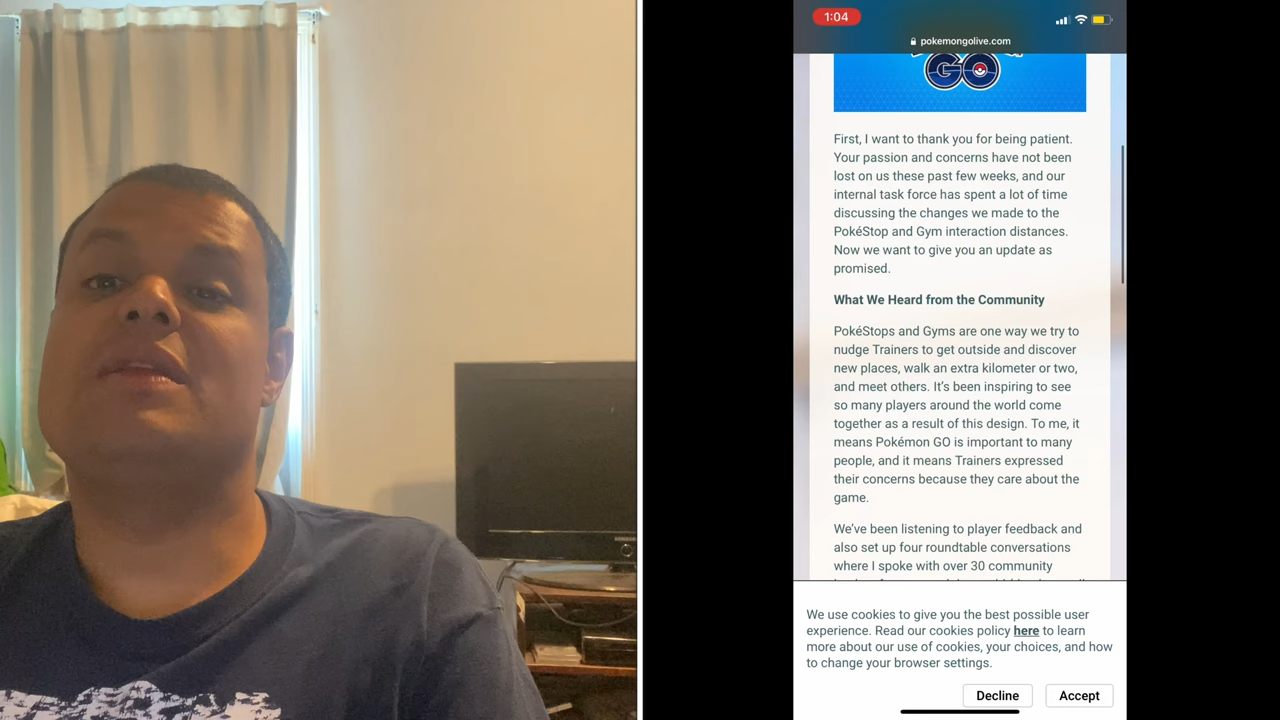 1:04
pokemongolive.com
GO
First, I want to thank you for being patient.
Your passion and concerns have not been
lost on us these past few weeks, and our
internal task force has spent a lot of time
discussing the changes we made to the
PokéStop and Gym interaction distances.
Now we want to give you an update as
promised.
What We Heard from the Community
PokéStops and Gyms are one way we try to
nudge Trainers to get outside and discover
new places, walk an extra kilometer or two,
and meet others. It’s been inspiring to see
so many players around the world come
together as a result of this design. To me, it
means Pokémon GO is important to many
people, and it means Trainers expressed
their concerns because they care about the
game.
We’ve been listening to player feedback and
also set up four roundtable conversations
where I spoke with over 30 community
We use cookies to give you the best possible user
experience. Read our cookies policy here to learn
more about our use of cookies, your choices, and how
to change your browser settings.
Decline Accept